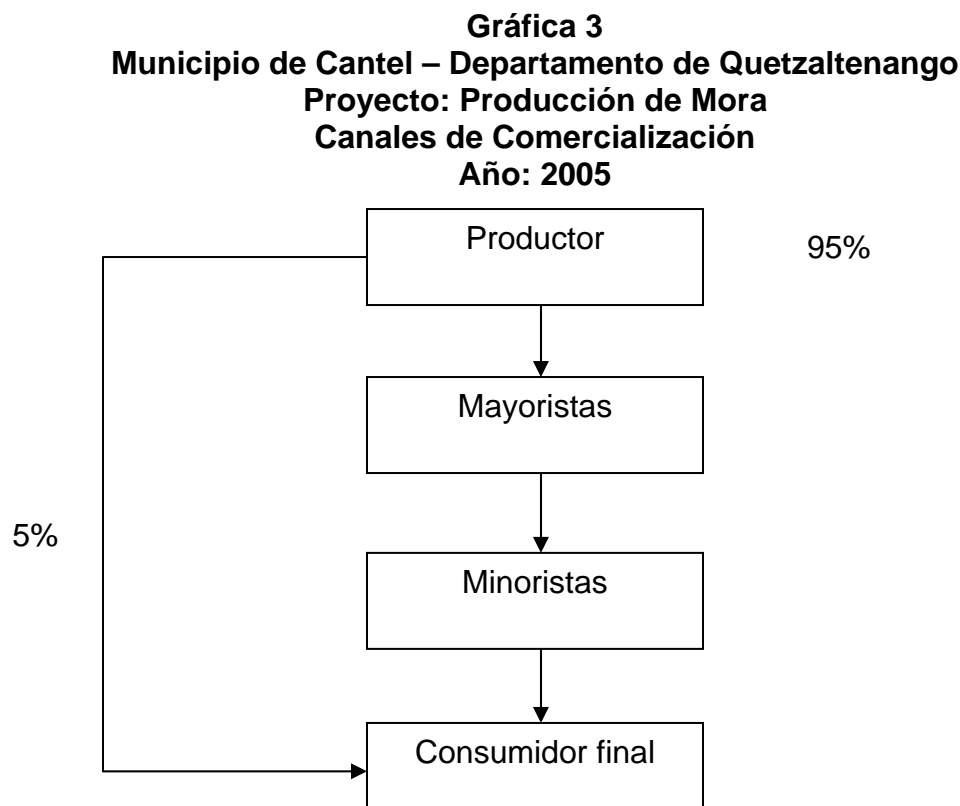 Gráfica 3
Municipio de Cantel – Departamento de Quetzaltenango
Proyecto: Producción de Mora
Canales de Comercialización
Año: 2005
Productor
95%
Mayoristas
5%
Minoristas
Consumidor final